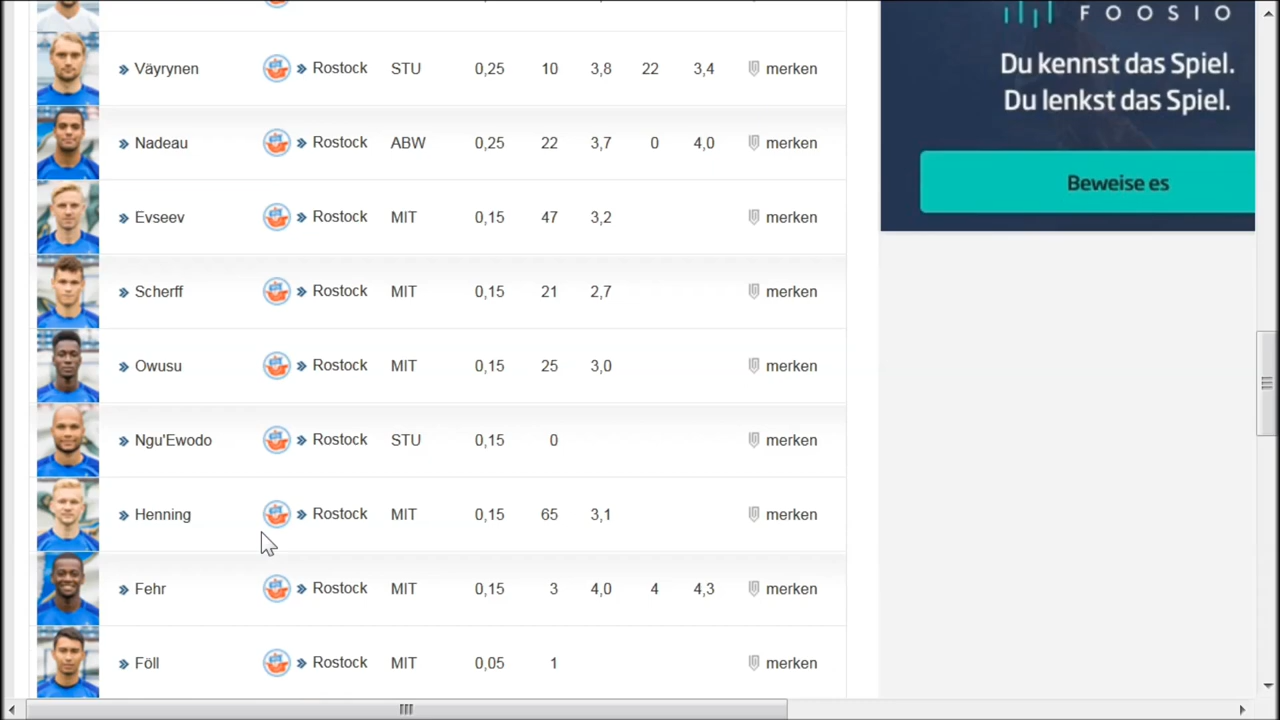 FOOSIO
Du kennst das Spiel.
Du lenkst das Spiel.
Beweise es
Väyrynen Rostock STU 0,25 10 3,8 22 3,4 merken
Nadeau Rostock ABW 0,25 22 3,7 0 4,0 merken
Evseev Rostock MIT 0,15 47 3,2 merken
Scherff Rostock MIT 0,15 21 2,7 merken
Owusu Rostock MIT 0,15 25 3,0 merken
Ngu'Ewodo Rostock STU 0,15 0 merken
Henning Rostock MIT 0,15 65 3,1 merken
Fehr Rostock MIT 0,15 3 4,0 4 4,3 merken
Föll Rostock MIT 0,05 1 merken